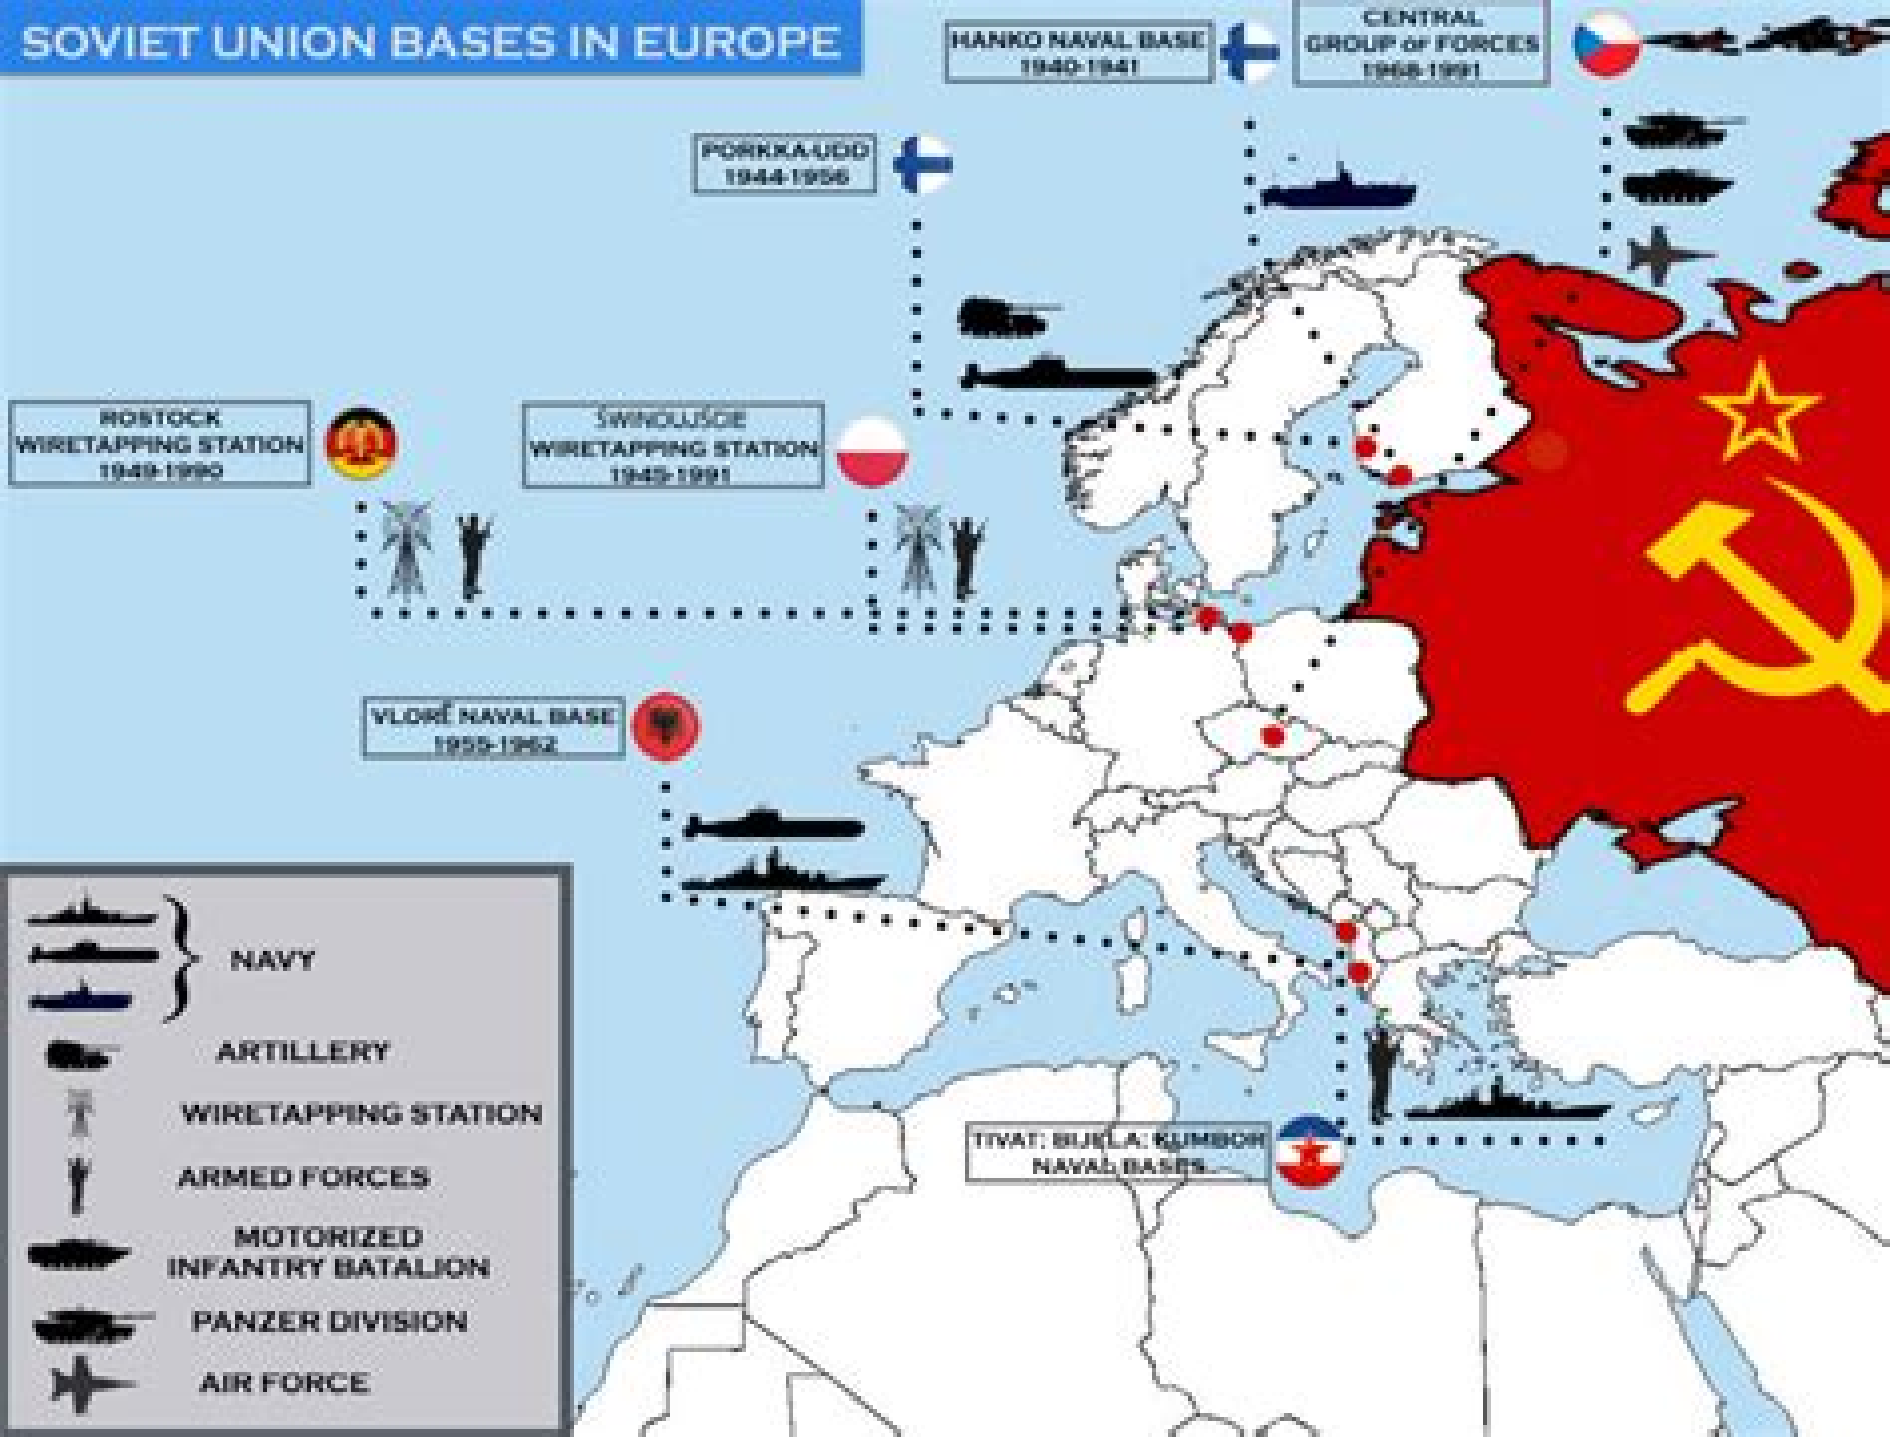 SOVIET UNION BASES IN EUROPE
HANKO NAVAL BASE
1940-1941
CENTRAL
GROUP OF FORCES
1968-1991
PORKKA-UDD
1944-1956
ROSTOCK
WIRETAPPING STATION
1949-1990
ŚWINOUJŚCIE
WIRETAPPING STATION
1945-1991
VLORË NAVAL BASE
1955-1962
TIVAT: BIJELA: KUMBOR
NAVAL BASES
NAVY
ARTILLERY
WIRETAPPING STATION
ARMED FORCES
MOTORIZED
INFANTRY BATALION
PANZER DIVISION
AIR FORCE